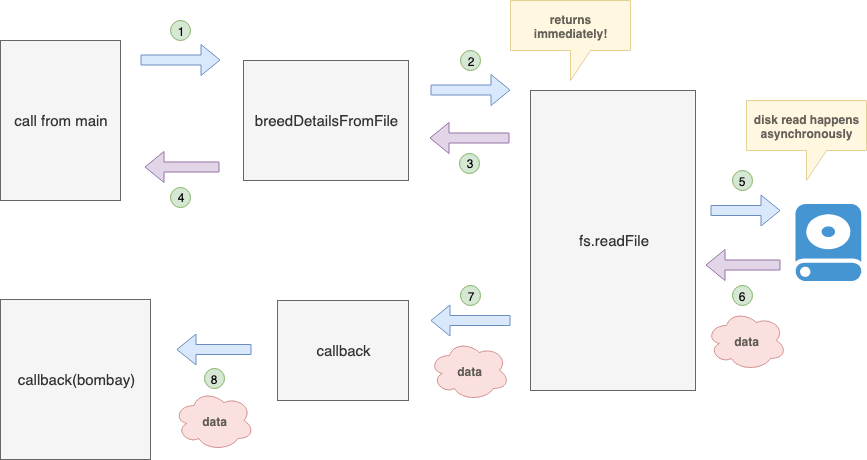 returns
immediately!
1
2
call from main
breedDetailsFromFile
disk read happens
asynchronously
3
4
5
fs.readFile
6
7
data
callback
data
8
callback(bombay)
data